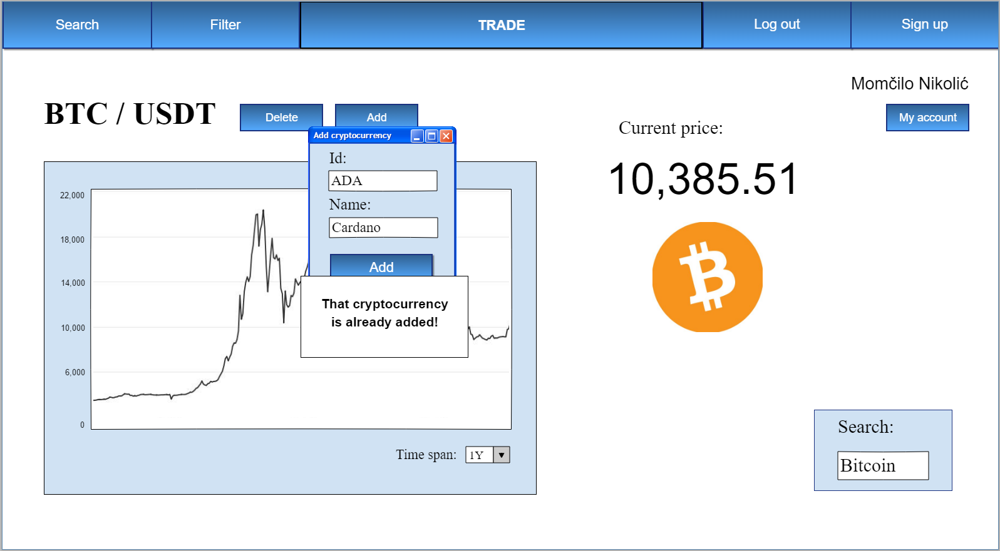 Search
Filter
TRADE
Log out
Sign up
Momčilo Nikolić
My account
BTC / USDT
Delete
Add
Current price:
10,385.51
Add cryptocurrency
Id:
ADA
Name:
Cardano
Add
That cryptocurrency
is already added!
22,000
18,000
14,000
10,000
6,000
0
Time span:
1Y
Search:
Bitcoin